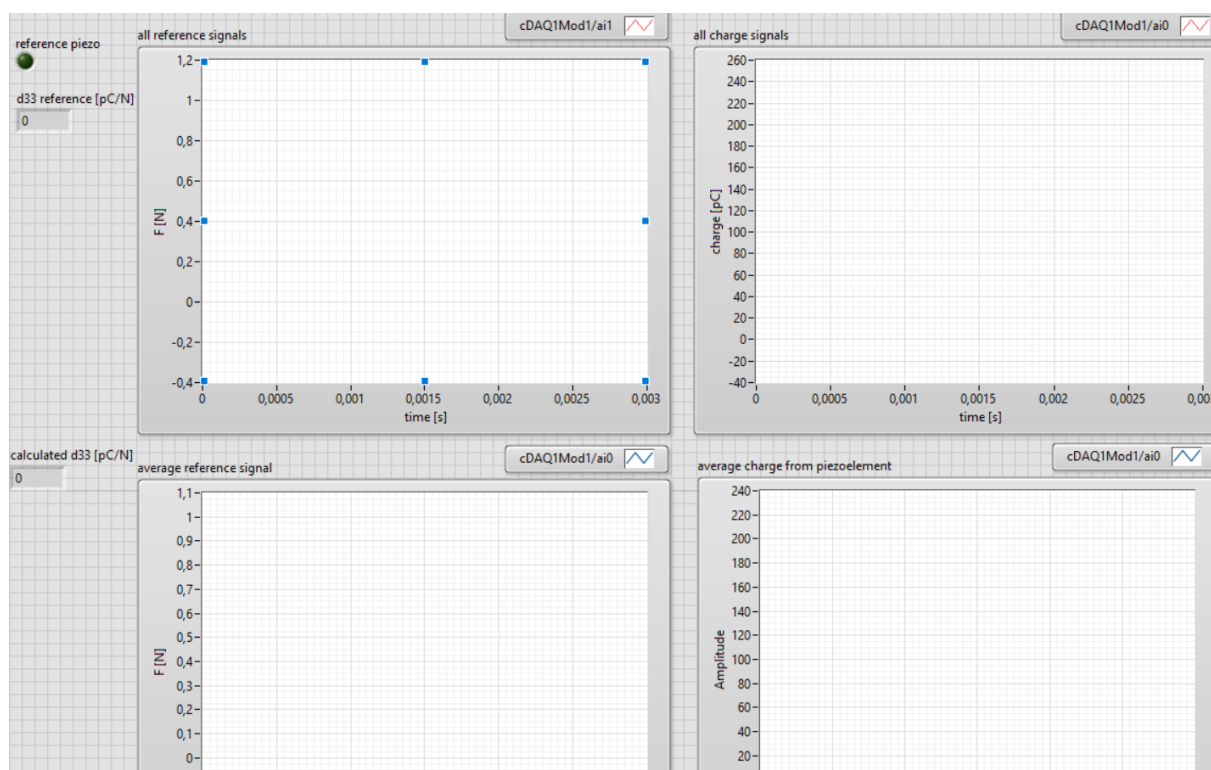 cDAQ1Mod1/ai1
cDAQ1Mod1/ai0
reference piezo
all reference signals
all charge signals
d33 reference [pC/N]
0
F [N]
1,2
1
0,8
0,6
0,4
0,2
0
-0,2
-0,4
0 0,0005 0,001 0,0015 0,002 0,0025 0,003
time [s]
charge [pC]
260
240
220
200
180
160
140
120
100
80
60
40
20
0
-20
-40
0 0,0005 0,001 0,0015 0,002 0,0025
time [s]
calculated d33 [pC/N]
0
average reference signal
cDAQ1Mod1/ai0
F [N]
1,1
1
0,9
0,8
0,7
0,6
0,5
0,4
0,3
0,2
0,1
0
average charge from piezoelement
cDAQ1Mod1/ai0
Amplitude
240
220
200
180
160
140
120
100
80
60
40
20